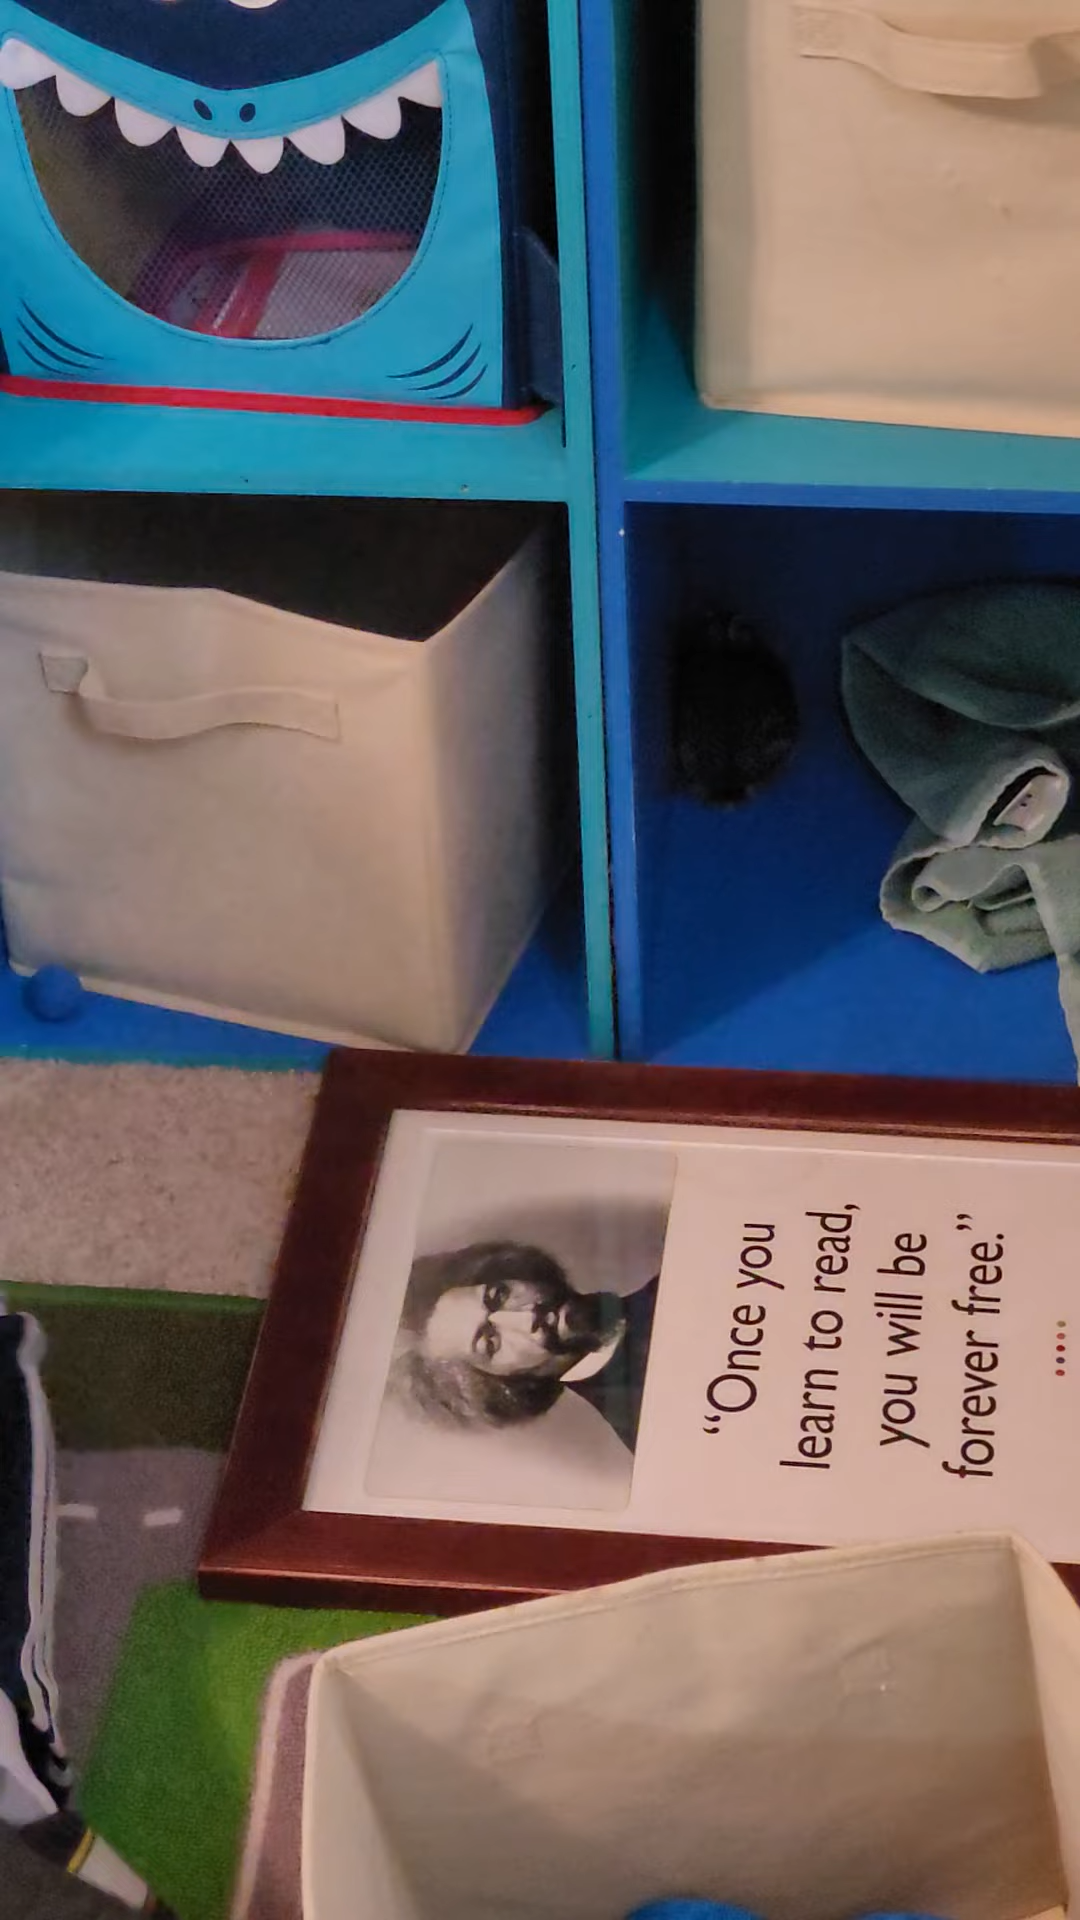 “Once you
learn to read,
you will be
forever free.”